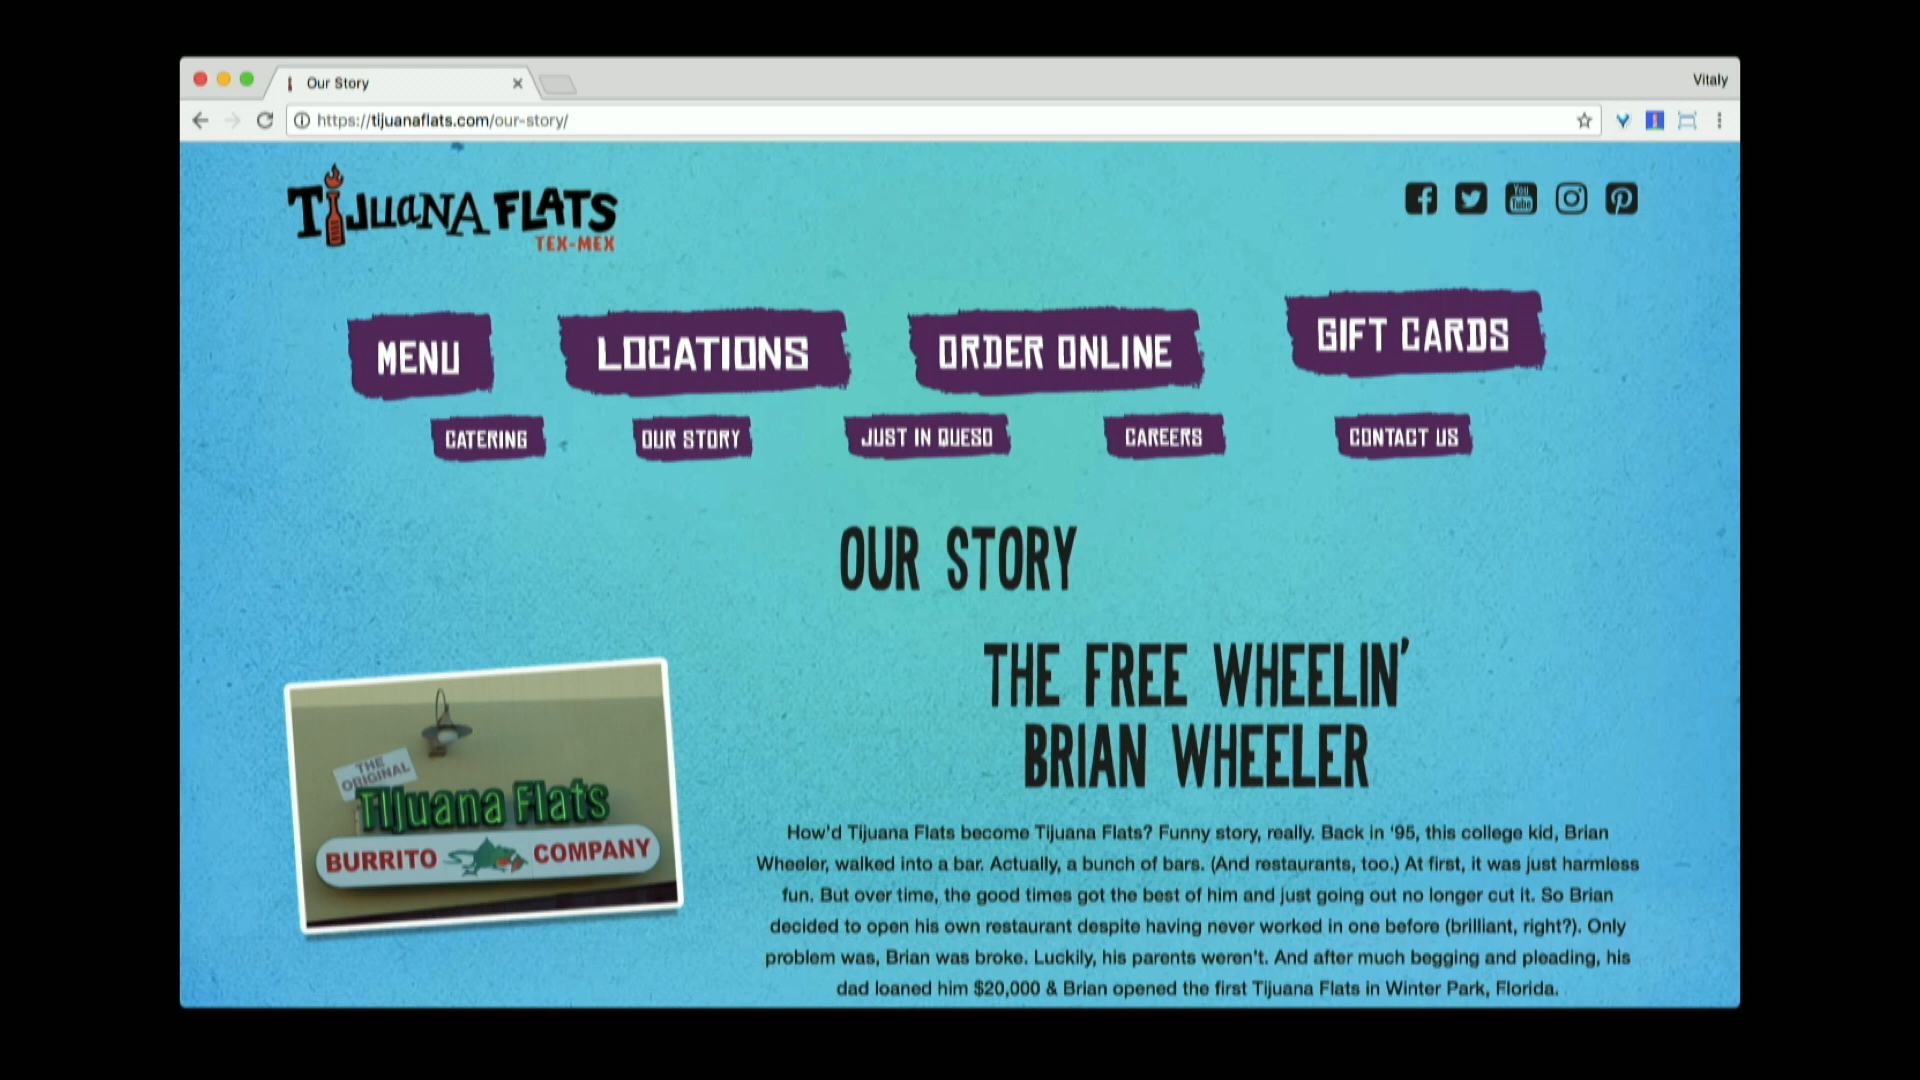 Our Story
Vitaly
https://tijuanaflats.com/our-story/
TIJUANA FLATS
TEX-MEX
You
Tube
MENU
LOCATIONS
ORDER ONLINE
GIFT CARDS
CATERING
OUR STORY
JUST IN QUESO
CAREERS
CONTACT US
OUR STORY
THE FREE WHEELIN'
BRIAN WHEELER
THE
ORIGINAL
Tijuana Flats
BURRITO COMPANY
How'd Tijuana Flats become Tijuana Flats? Funny story, really. Back in '95, this college kid, Brian
Wheeler, walked into a bar. Actually, a bunch of bars. (And restaurants, too.) At first, it was just harmless
fun. But over time, the good times got the best of him and just going out no longer cut it. So Brian
decided to open his own restaurant despite having never worked in one before (brilliant, right?). Only
problem was, Brian was broke. Luckily, his parents weren't. And after much begging and pleading, his
dad loaned him $20,000 & Brian opened the first Tijuana Flats in Winter Park, Florida.